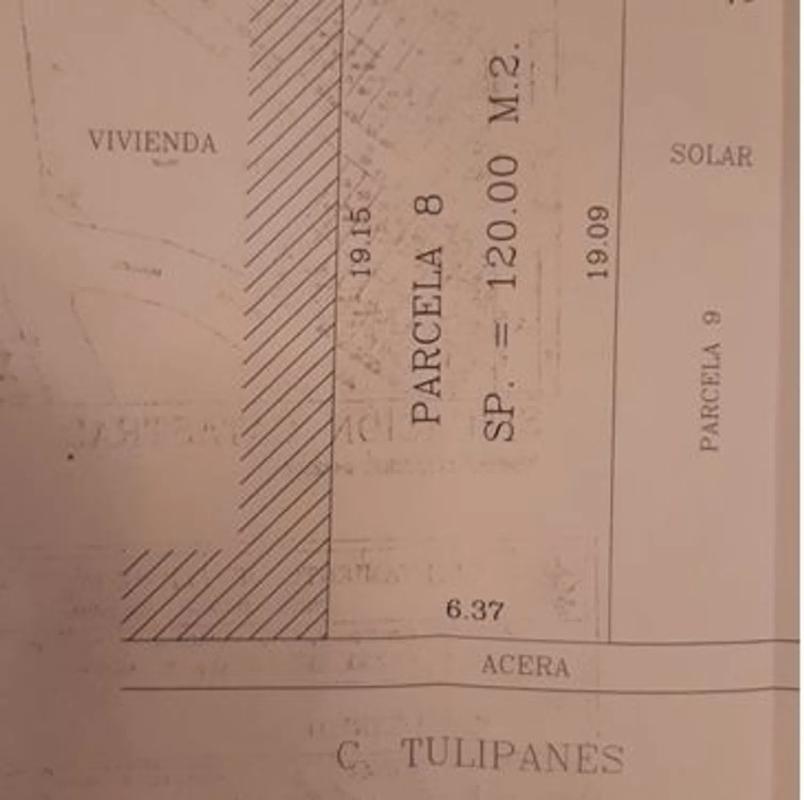 VIVIENDA
SOLAR
19.15
PARCELA 8
SP. = 120.00 M.2.
19.09
PARCELA 9
6.37
ACERA
C. TULIPANES